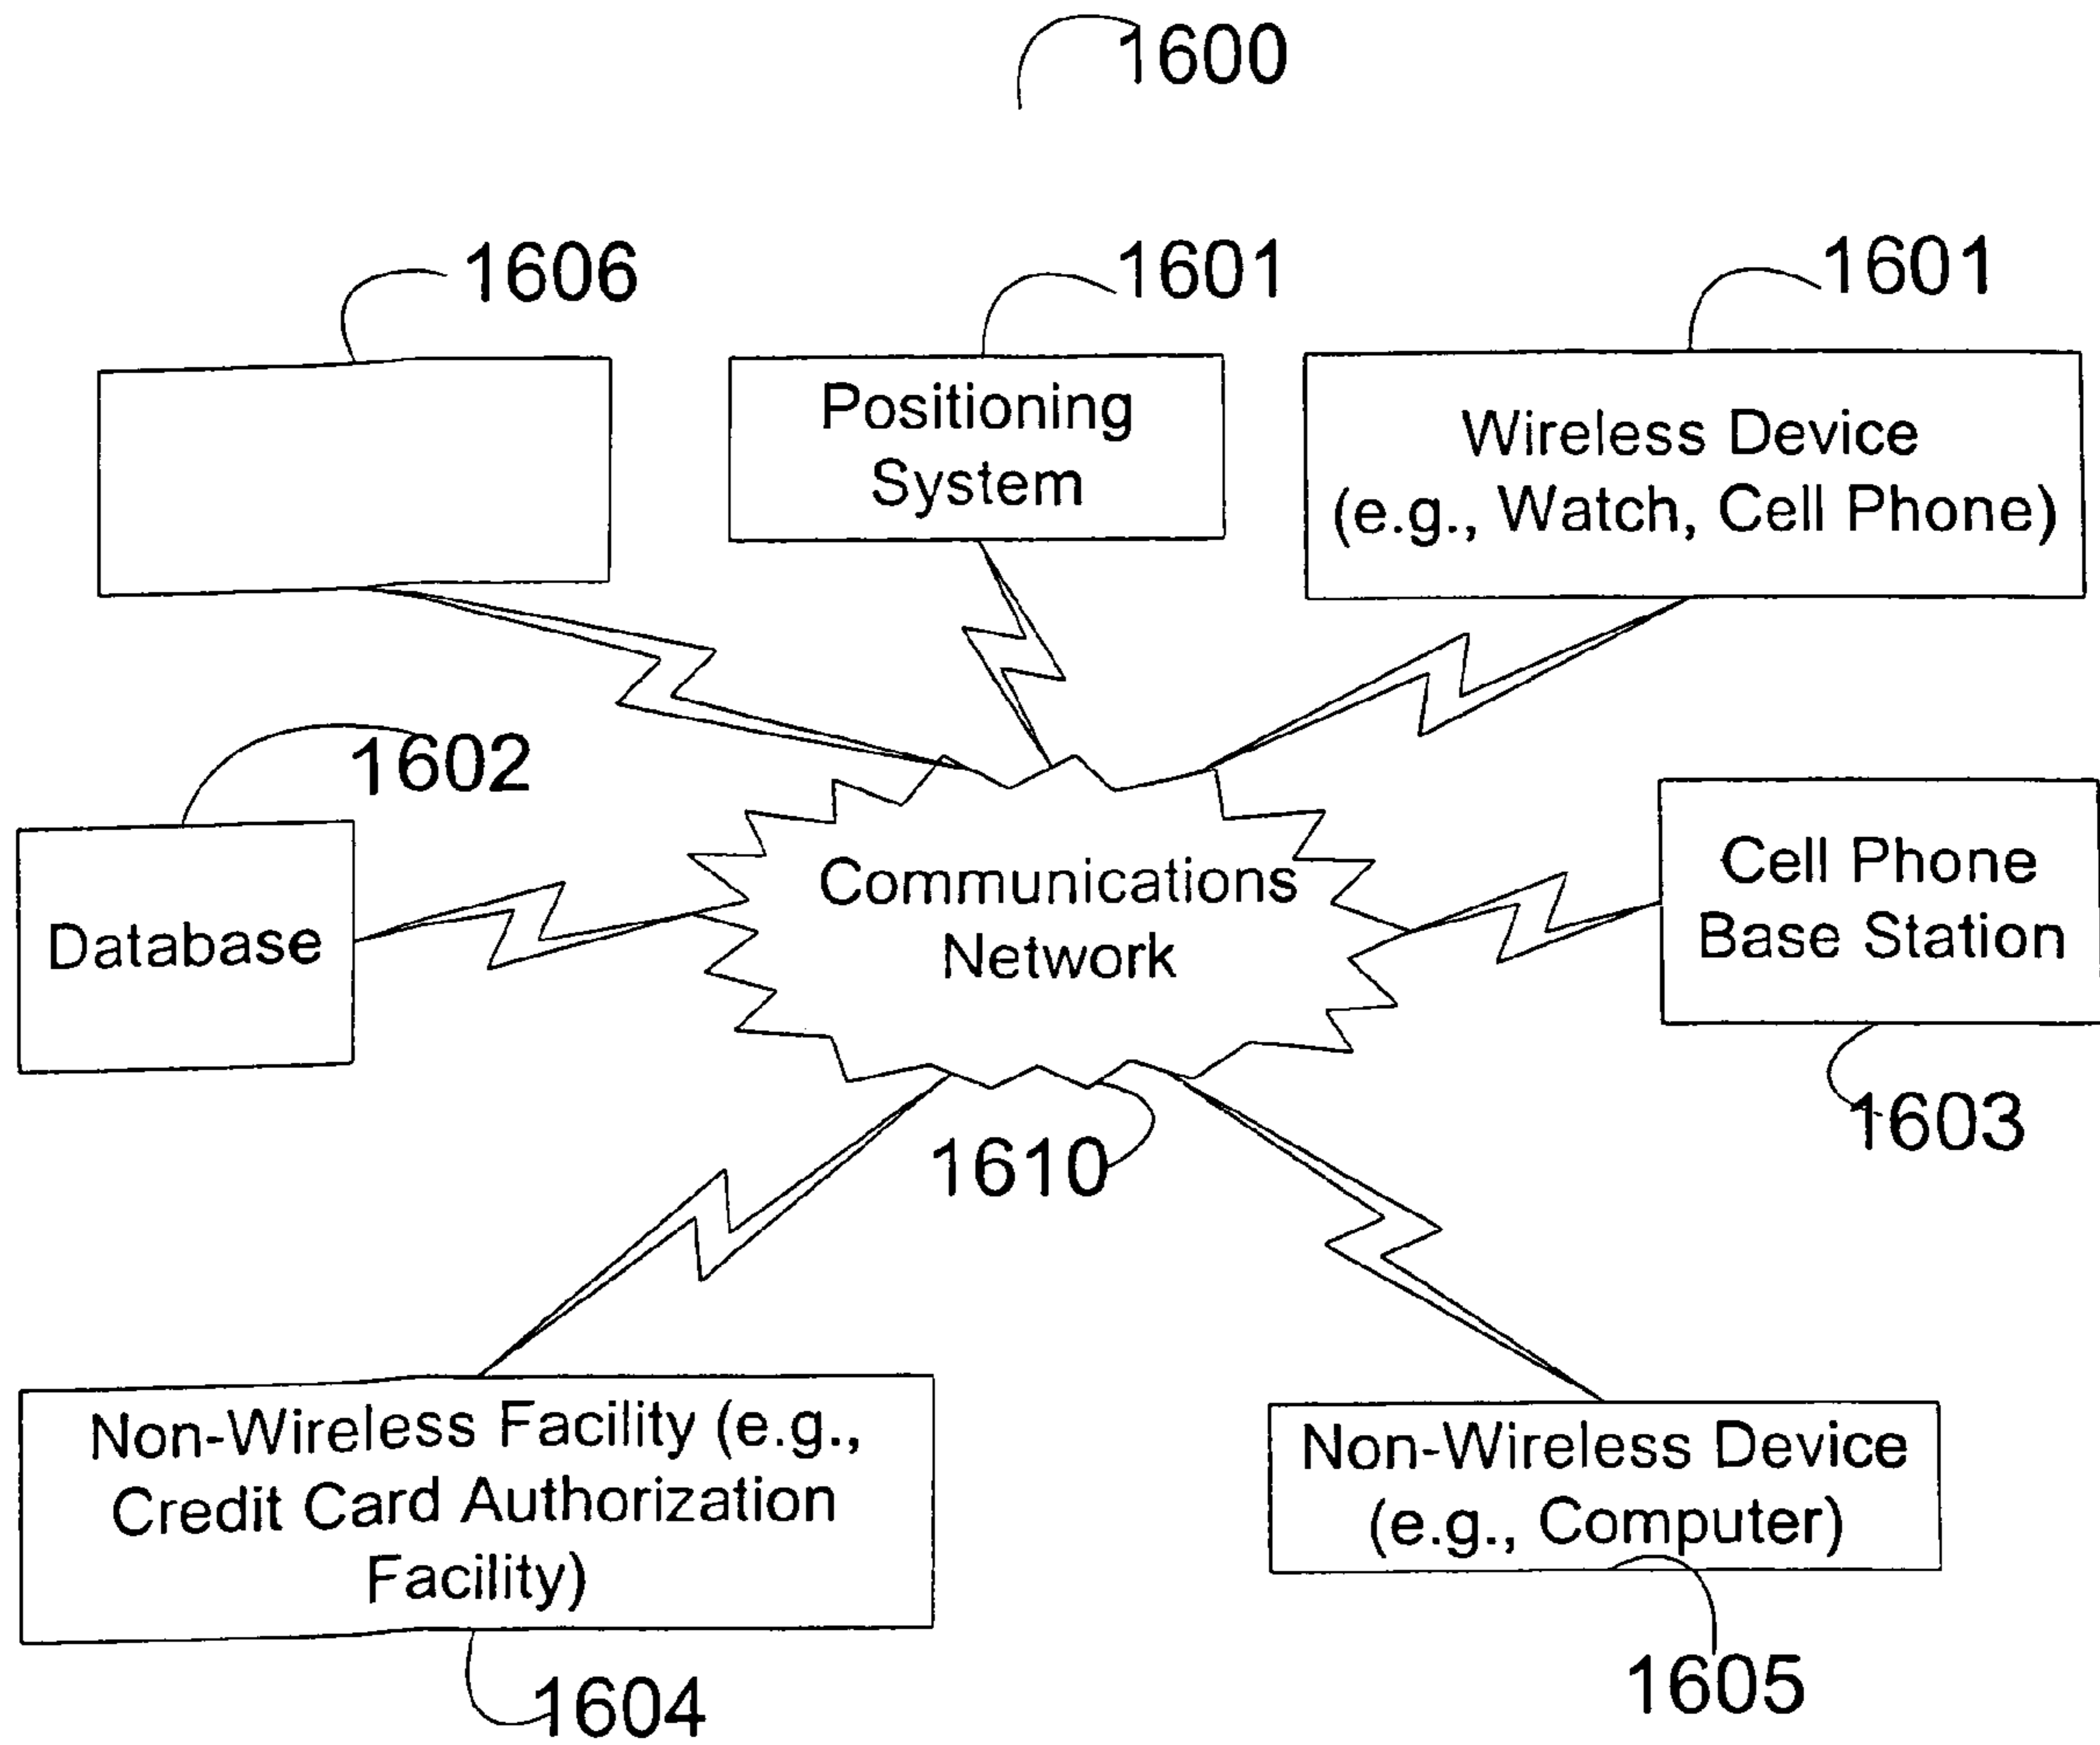 1600
1606
1601
1601
Positioning
System
Wireless Device
(e.g., Watch, Cell Phone)
1602
Database
Communications
Network
Cell Phone
Base Station
1603
1610
Non-Wireless Facility (e.g.,
Credit Card Authorization
Facility)
Non-Wireless Device
(e.g., Computer)
1604
1605